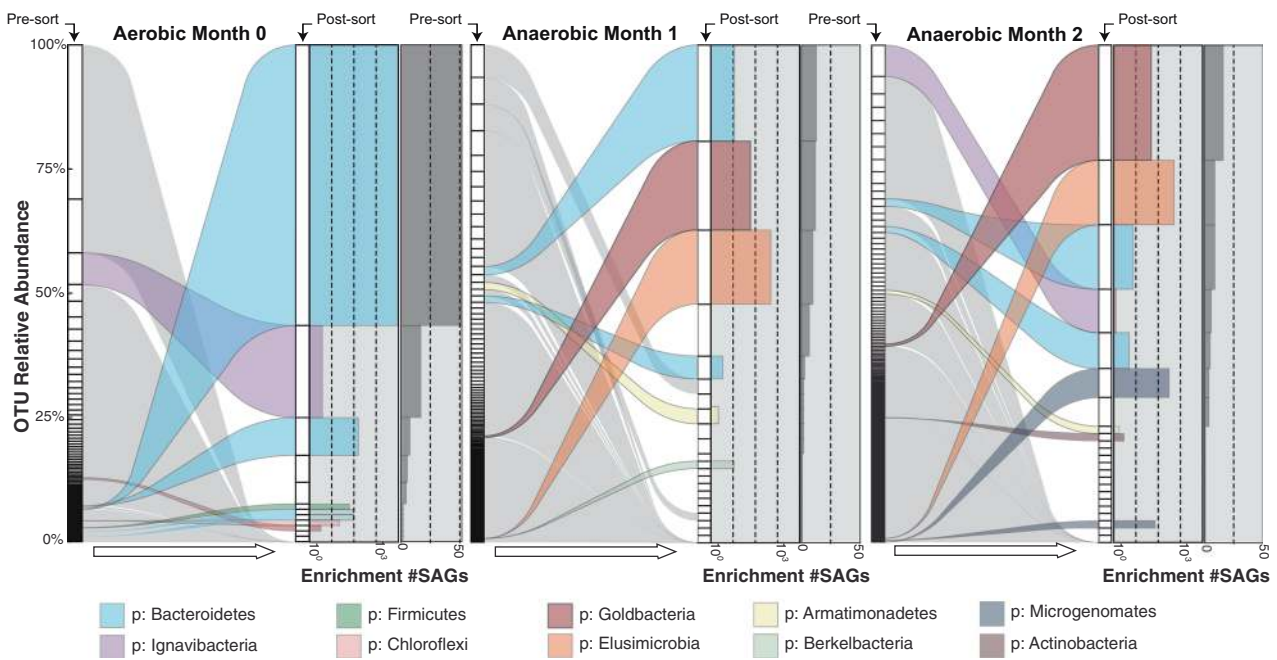 Pre-sort Post-sort Pre-sort Post-sort Pre-sort Post-sort
Aerobic Month 0 Anaerobic Month 1 Anaerobic Month 2
100%
75%
50%
25%
0%
OTU Relative Abundance
10⁰ 10³ 0 50 10⁰ 10³ 0 50 10⁰ 10³ 0 50
Enrichment #SAGs Enrichment #SAGs Enrichment #SAGs
p: Bacteroidetes p: Firmicutes p: Goldbacteria p: Armatimonadetes p: Microgenomates
p: Ignavibacteria p: Chloroflexi p: Elusimicrobia p: Berkelbacteria p: Actinobacteria